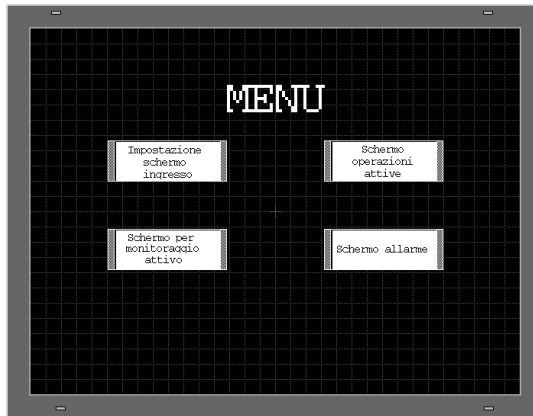 MENU
Impostazione
schermo
ingresso
Schermo
operazioni
attive
Schermo per
monitoraggio
attivo
Schermo allarme